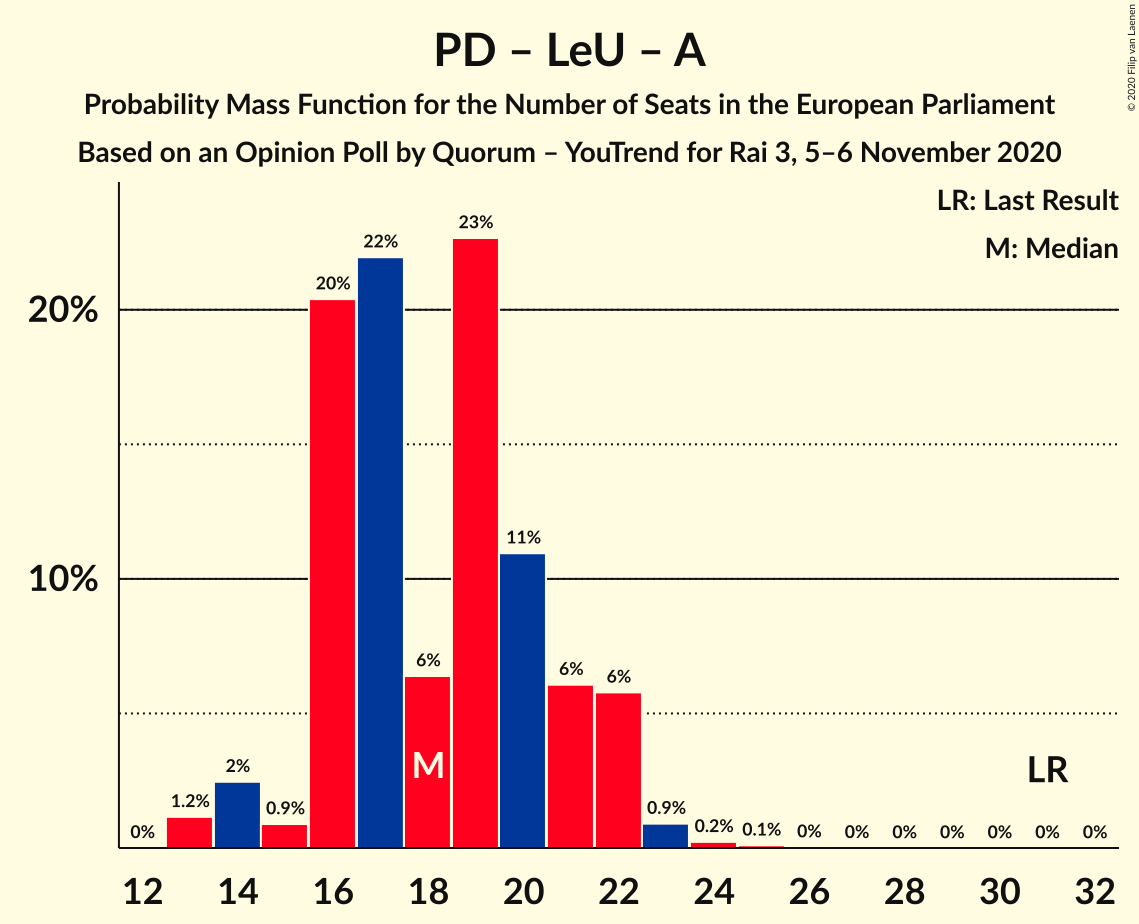 PD – LeU – A
Probability Mass Function for the Number of Seats in the European Parliament
Based on an Opinion Poll by Quorum – YouTrend for Rai 3, 5–6 November 2020
© 2020 Filip van Laenen
LR: Last Result
M: Median
20%
10%
0%
1.2%
2%
0.9%
20%
22%
6%
23%
11%
6%
6%
0.9%
0.2%
0.1%
0%
0%
0%
0%
0%
0%
0%
M
LR
12 14 16 18 20 22 24 26 28 30 32